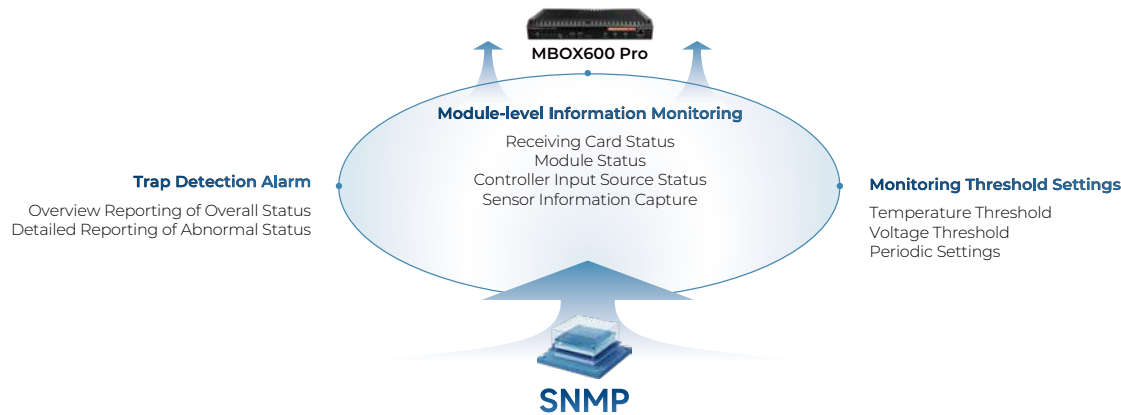 MBOX600 Pro
Module-level Information Monitoring
Receiving Card Status
Module Status
Controller Input Source Status
Sensor Information Capture
Trap Detection Alarm
Overview Reporting of Overall Status
Detailed Reporting of Abnormal Status
Monitoring Threshold Settings
Temperature Threshold
Voltage Threshold
Periodic Settings
SNMP